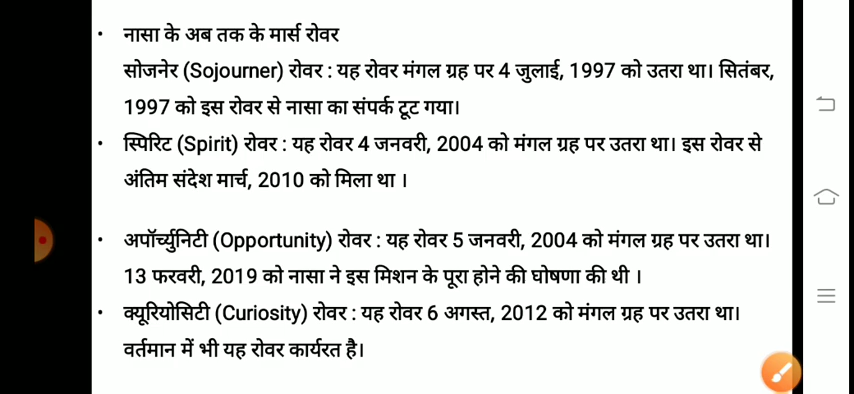 • नासा के अब तक के मार्स रोवर
सोजनेर (Sojourner) रोवर : यह रोवर मंगल ग्रह पर 4 जुलाई, 1997 को उतरा था। सितंबर,
1997 को इस रोवर से नासा का संपर्क टूट गया।
• स्पिरिट (Spirit) रोवर : यह रोवर 4 जनवरी, 2004 को मंगल ग्रह पर उतरा था। इस रोवर से
अंतिम संदेश मार्च, 2010 को मिला था ।
• अपॉर्च्युनिटी (Opportunity) रोवर : यह रोवर 5 जनवरी, 2004 को मंगल ग्रह पर उतरा था।
13 फरवरी, 2019 को नासा ने इस मिशन के पूरा होने की घोषणा की थी ।
• क्यूरियोसिटी (Curiosity) रोवर : यह रोवर 6 अगस्त, 2012 को मंगल ग्रह पर उतरा था।
वर्तमान में भी यह रोवर कार्यरत है।